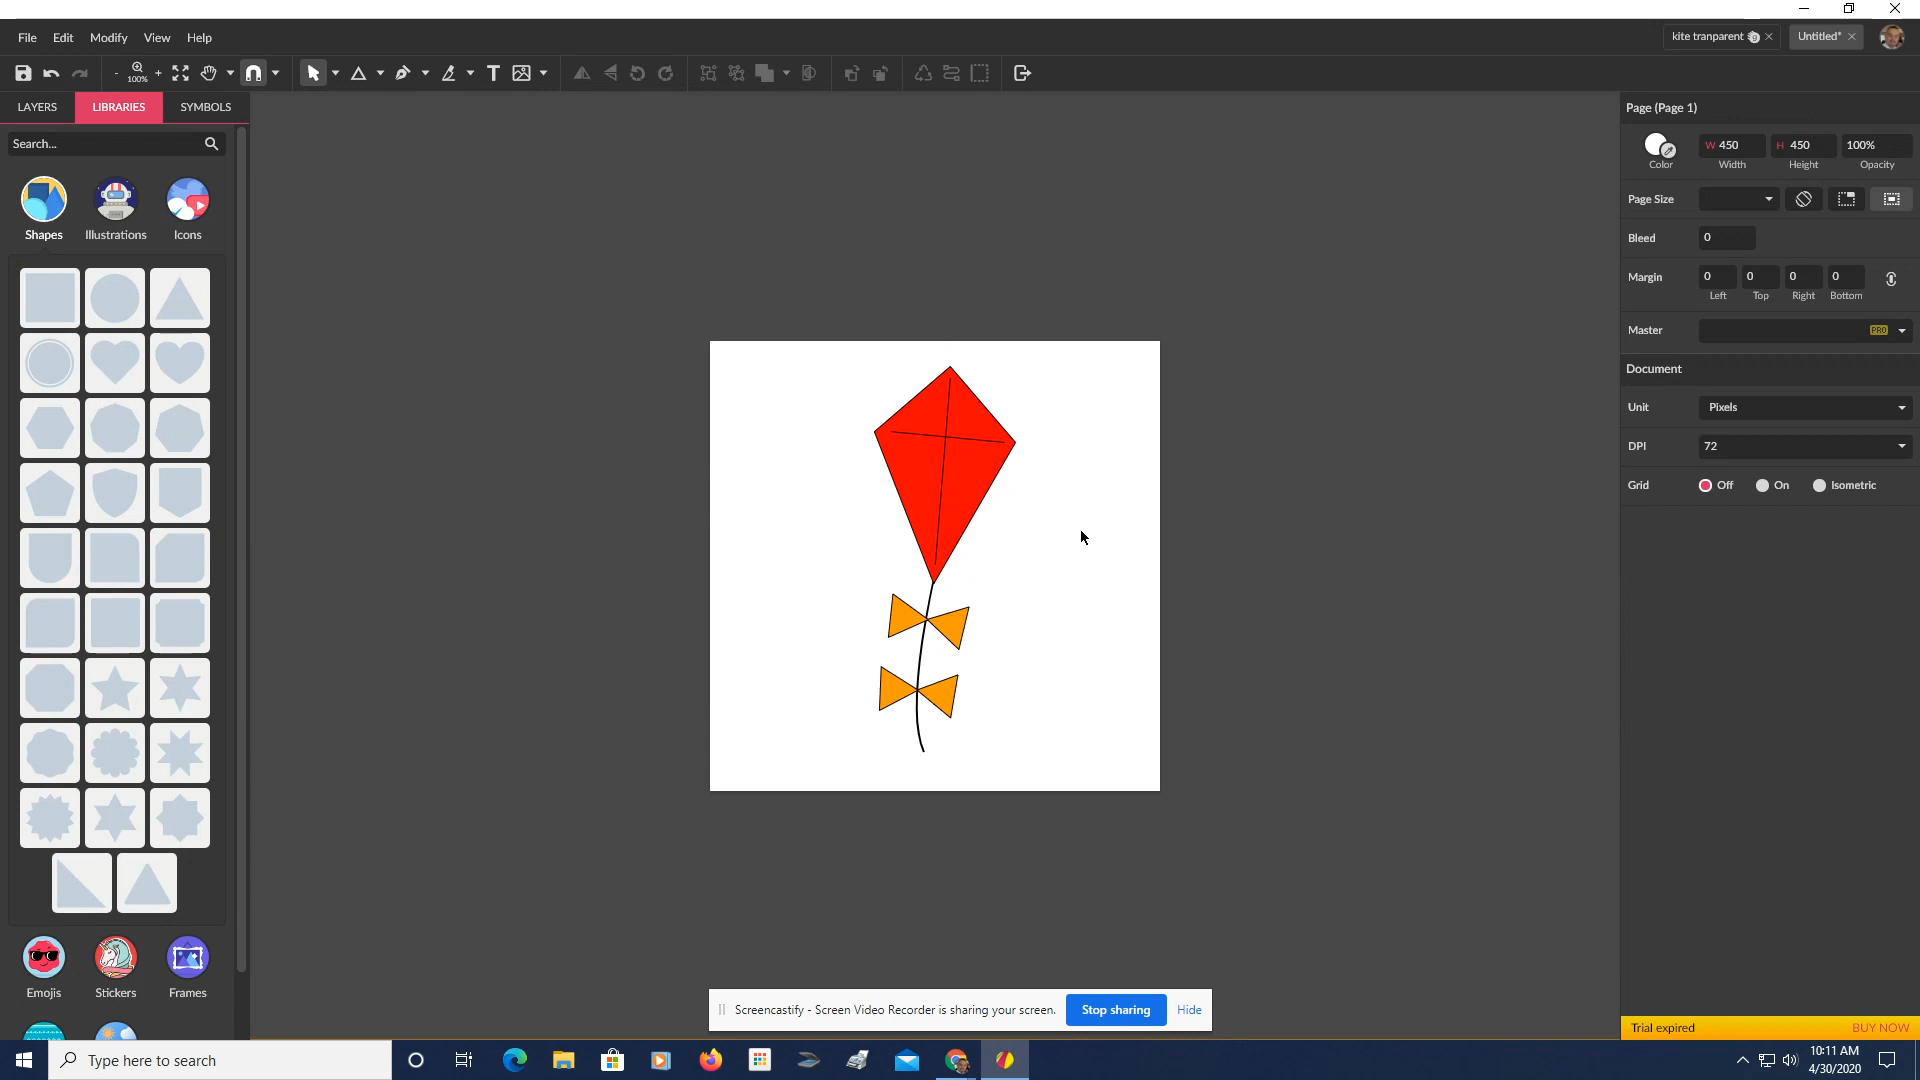 File Edit Modify View Help
kite tranparent
Untitled*
100%
LAYERS LIBRARIES SYMBOLS
Search...
Shapes Illustrations Icons
Emojis Stickers Frames
Page (Page 1)
W 450 H 450 100%
Color Width Height Opacity
Page Size
Bleed 0
Margin 0 0 0 0
Left Top Right Bottom
Master PRO
Document
Unit Pixels
DPI 72
Grid Off On Isometric
Screencastify - Screen Video Recorder is sharing your screen. Stop sharing Hide
Trial expired BUY NOW
Type here to search
10:11 AM
4/30/2020